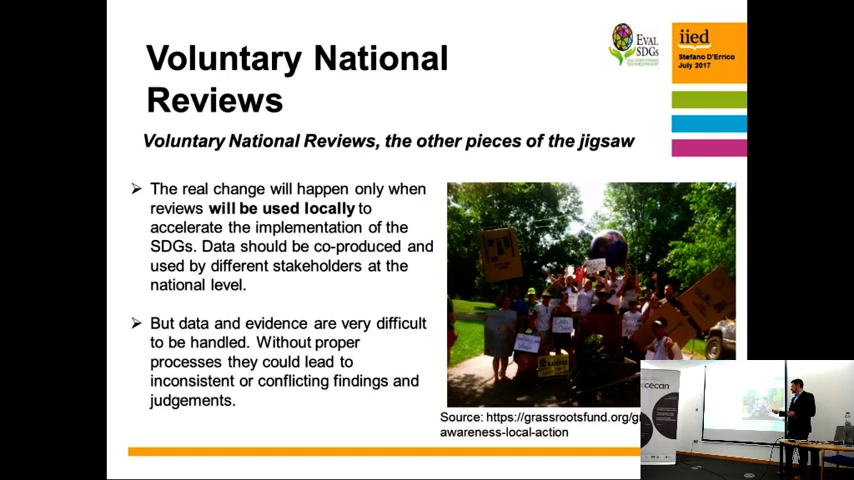 Voluntary National
Reviews
EVAL
SDGs
iied
Stefano D'Errico
July 2017
Voluntary National Reviews, the other pieces of the jigsaw
The real change will happen only when
reviews will be used locally to
accelerate the implementation of the
SDGs. Data should be co-produced and
used by different stakeholders at the
national level.
But data and evidence are very difficult
to be handled. Without proper
processes they could lead to
inconsistent or conflicting findings and
judgements.
Source: https://grassrootsfund.org/g
awareness-local-action
cecan